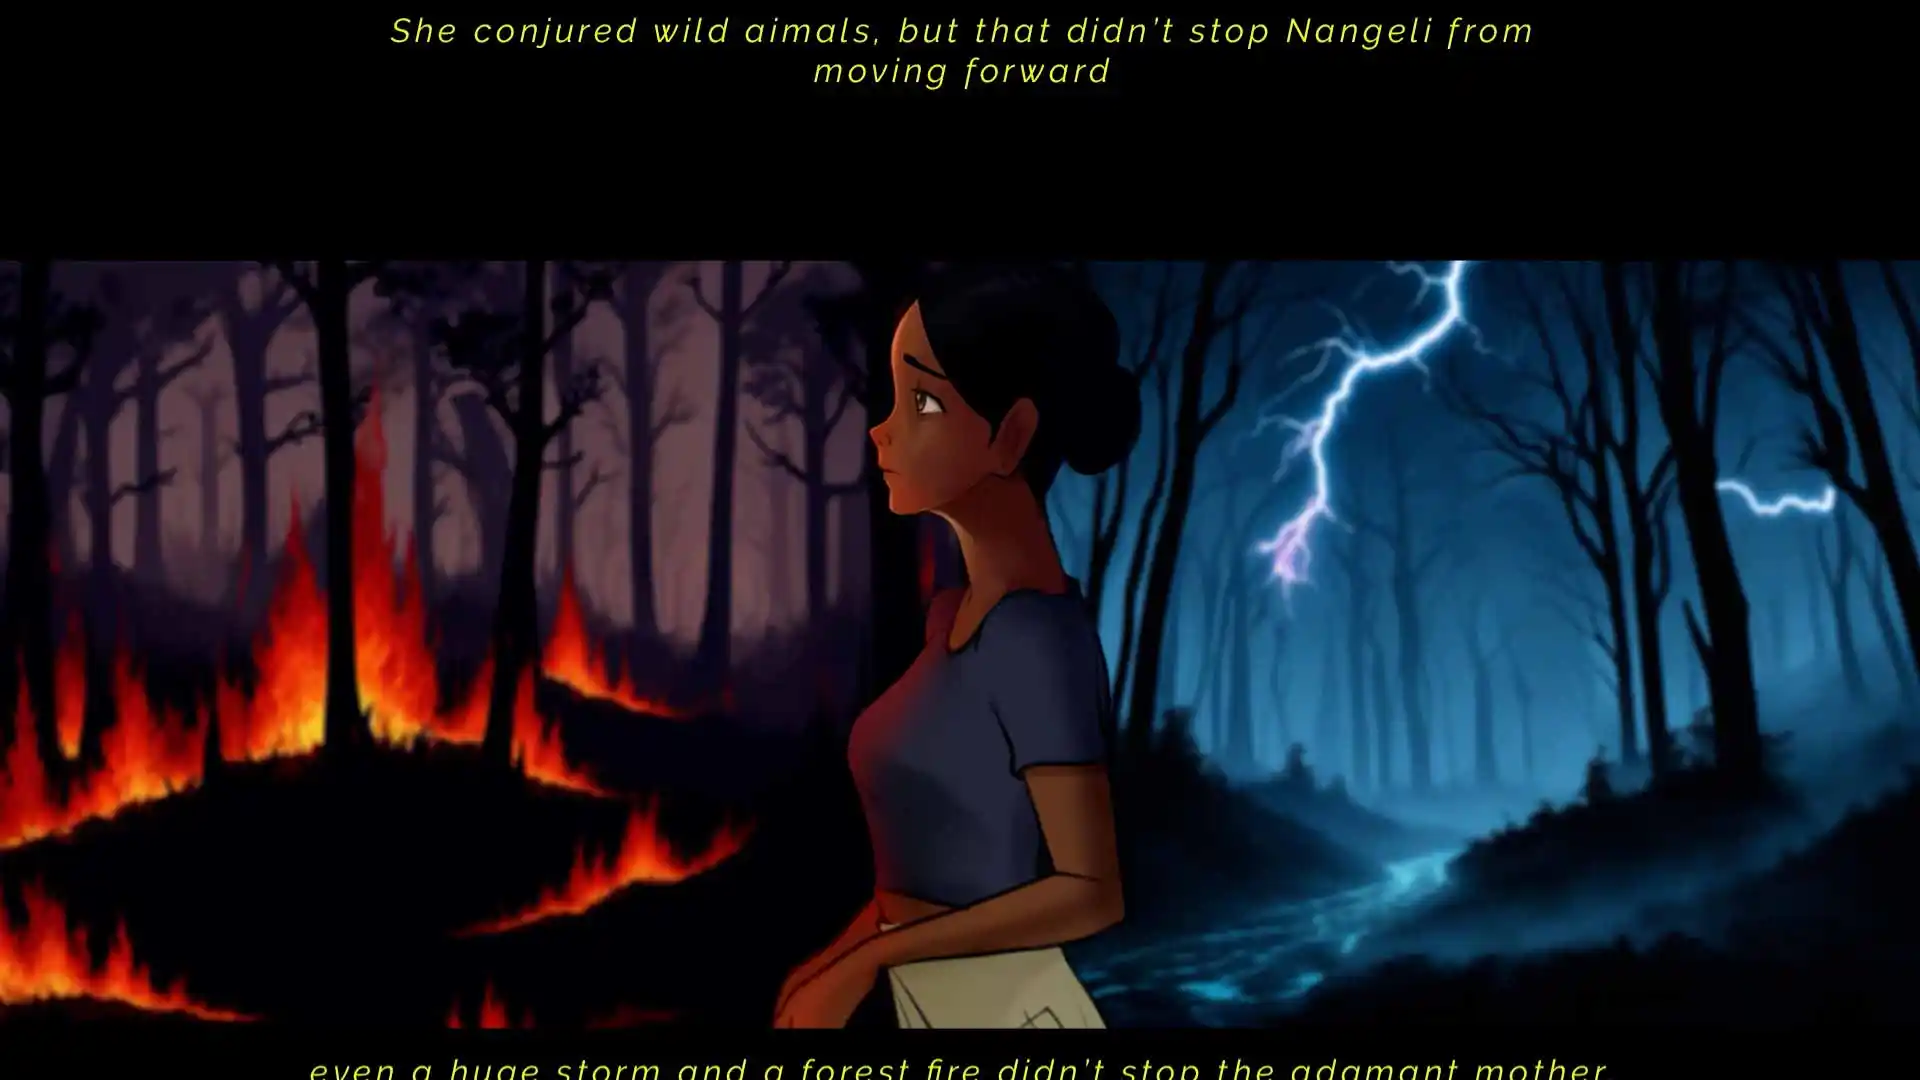 She conjured wild aimals, but that didn't stop Nangeli from
moving forward
even a huge storm and a forest fire didn't stop the adamant mother.